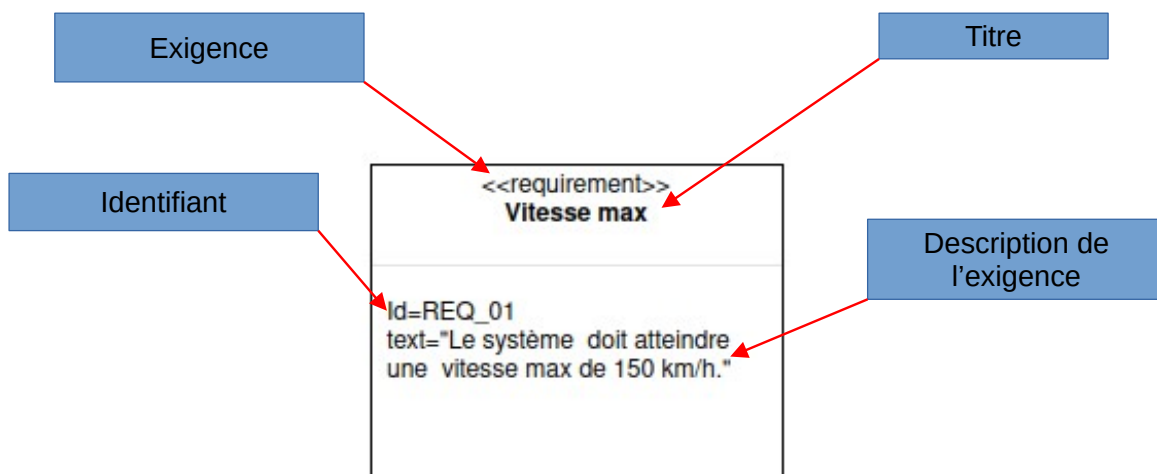 Exigence
Titre
<<requirement>>
Vitesse max
Identifiant
Description de
l’exigence
Id=REQ_01
text="Le système  doit atteindre
une  vitesse max de 150 km/h."